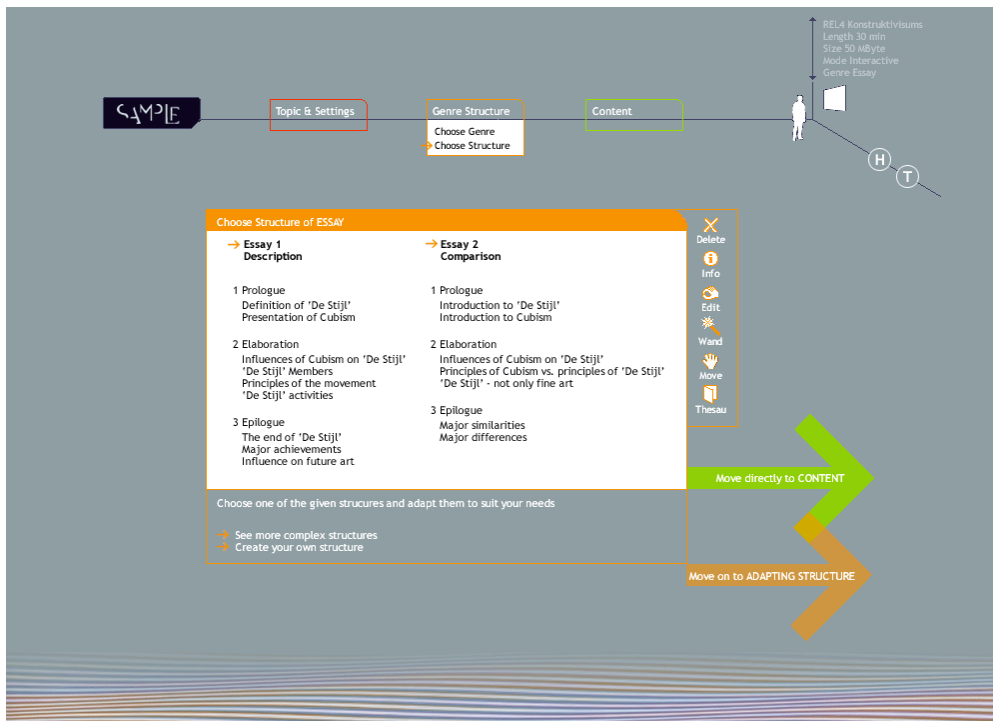 REL4 Konstruktivisums
Length 30 min
Size 50 MByte
Mode Interactive
Genre Essay
SAMPLE
Topic & Settings
Genre Structure
Content
Choose Genre
Choose Structure
H
T
Choose Structure of ESSAY
Essay 1
Description
1 Prologue
Definition of 'De Stijl'
Presentation of Cubism
2 Elaboration
Influences of Cubism on 'De Stijl'
'De Stijl' Members
Principles of the movement
'De Stijl' activities
3 Epilogue
The end of 'De Stijl'
Major achievements
Influence on future art
Essay 2
Comparison
1 Prologue
Introduction to 'De Stijl'
Introduction to Cubism
2 Elaboration
Influences of Cubism on 'De Stijl'
Principles of Cubism vs. principles of 'De Stijl'
'De Stijl' - not only fine art
3 Epilogue
Major similarities
Major differences
Delete
Info
Edit
Wand
Move
Thesau
Move directly to CONTENT
Choose one of the given strucures and adapt them to suit your needs
See more complex structures
Create your own structure
Move on to ADAPTING STRUCTURE